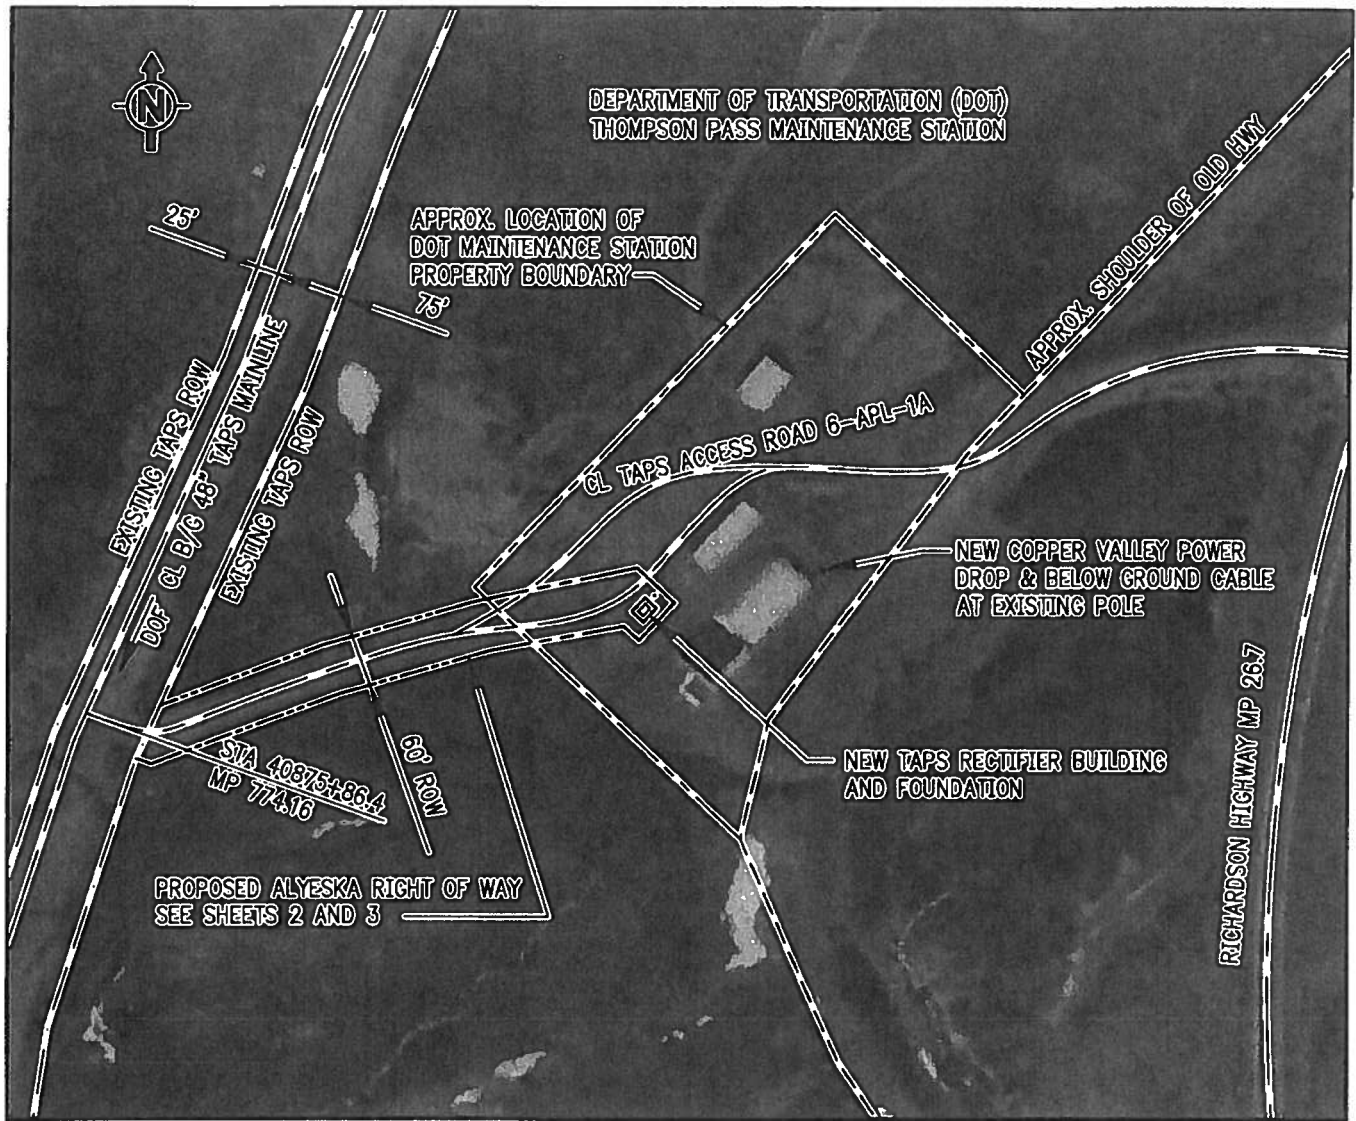 N
DEPARTMENT OF TRANSPORTATION (DOT)
THOMPSON PASS MAINTENANCE STATION
25'
APPROX. LOCATION OF
DOT MAINTENANCE STATION
PROPERTY BOUNDARY
75'
APPROX. SHOULDER OF OLD HWY
EXISTING TAPS ROW
DOF CL B/G 48" TAPS MAINLINE
EXISTING TAPS ROW
CL TAPS ACCESS ROAD 6-APL-1A
NEW COPPER VALLEY POWER
DROP & BELOW GROUND CABLE
AT EXISTING POLE
RICHARDSON HIGHWAY MP 26.7
60' ROW
STA 40875+86.4
MP 774.16
NEW TAPS RECTIFIER BUILDING
AND FOUNDATION
PROPOSED ALYESKA RIGHT OF WAY
SEE SHEETS 2 AND 3